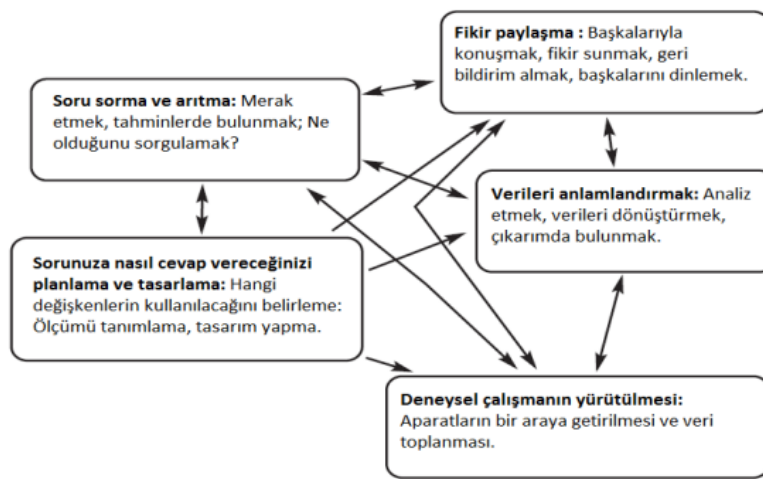 Fikir paylaşma : Başkalarıyla
konuşmak, fikir sunmak, geri
bildirim almak, başkalarını dinlemek.
Soru sorma ve arıtma: Merak
etmek, tahminlerde bulunmak; Ne
olduğunu sorgulamak?
Verileri anlamlandırmak: Analiz
etmek, verileri dönüştürmek,
çıkarımda bulunmak.
Sorunuza nasıl cevap vereceğinizi
planlama ve tasarlama: Hangi
değişkenlerin kullanılacağını belirleme:
Ölçümü tanımlama, tasarım yapma.
Deneysel çalışmanın yürütülmesi:
Aparatların bir araya getirilmesi ve veri
toplanması.